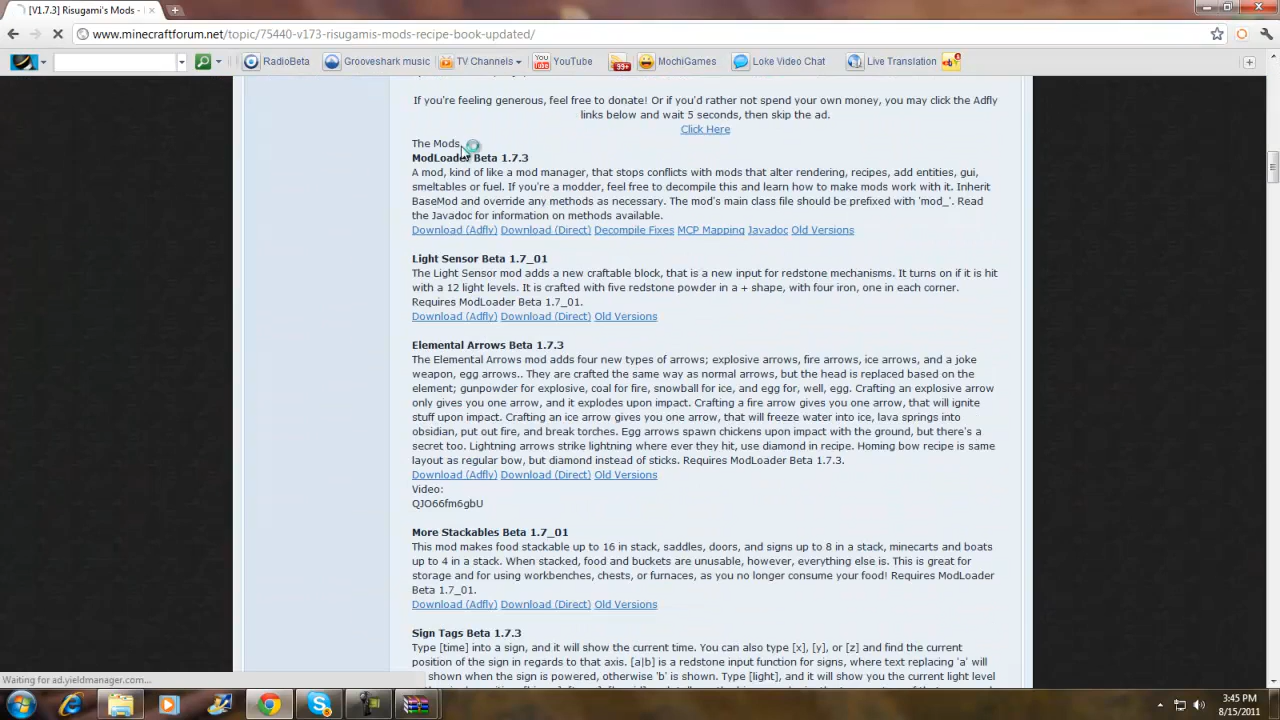 [V1.7.3] Risugami's Mods -
www.minecraftforum.net/topic/75440-v173-risugamis-mods-recipe-book-updated/
RadioBeta Grooveshark music TV Channels YouTube 99+ MochiGames Loke Video Chat Live Translation
If you're feeling generous, feel free to donate! Or if you'd rather not spend your own money, you may click the Adfly
links below and wait 5 seconds, then skip the ad.
Click Here
The Mods
ModLoader Beta 1.7.3
A mod, kind of like a mod manager, that stops conflicts with mods that alter rendering, recipes, add entities, gui,
smeltables or fuel. If you're a modder, feel free to decompile this and learn how to make mods work with it. Inherit
BaseMod and override any methods as necessary. The mod's main class file should be prefixed with 'mod_'. Read
the Javadoc for information on methods available.
Download (Adfly) Download (Direct) Decompile Fixes MCP Mapping Javadoc Old Versions
Light Sensor Beta 1.7_01
The Light Sensor mod adds a new craftable block, that is a new input for redstone mechanisms. It turns on if it is hit
with a 12 light levels. It is crafted with five redstone powder in a + shape, with four iron, one in each corner.
Requires ModLoader Beta 1.7_01.
Download (Adfly) Download (Direct) Old Versions
Elemental Arrows Beta 1.7.3
The Elemental Arrows mod adds four new types of arrows; explosive arrows, fire arrows, ice arrows, and a joke
weapon, egg arrows.. They are crafted the same way as normal arrows, but the head is replaced based on the
element; gunpowder for explosive, coal for fire, snowball for ice, and egg for, well, egg. Crafting an explosive arrow
only gives you one arrow, and it explodes upon impact. Crafting a fire arrow gives you one arrow, that will ignite
stuff upon impact. Crafting an ice arrow gives you one arrow, that will freeze water into ice, lava springs into
obsidian, put out fire, and break torches. Egg arrows spawn chickens upon impact with the ground, but there's a
secret too. Lightning arrows strike lightning where ever they hit, use diamond in recipe. Homing bow recipe is same
layout as regular bow, but diamond instead of sticks. Requires ModLoader Beta 1.7.3.
Download (Adfly) Download (Direct) Old Versions
Video:
QJO66fm6gbU
More Stackables Beta 1.7_01
This mod makes food stackable up to 16 in stack, saddles, doors, and signs up to 8 in a stack, minecarts and boats
up to 4 in a stack. When stacked, food and buckets are unusable, however, everything else is. This is great for
storage and for using workbenches, chests, or furnaces, as you no longer consume your food! Requires ModLoader
Beta 1.7_01.
Download (Adfly) Download (Direct) Old Versions
Sign Tags Beta 1.7.3
Type [time] into a sign, and it will show the current time. You can also type [x], [y], or [z] and find the current
position of the sign in regards to that axis. [a|b] is a redstone input function for signs, where text replacing 'a' will
shown when the sign is powered, otherwise 'b' is shown. Type [light], and it will show you the current light level
Waiting for ad.yieldmanager.com...
3:45 PM
8/15/2011